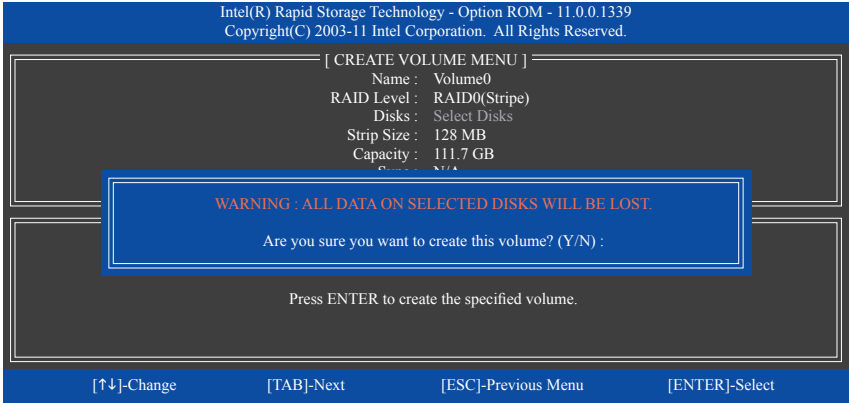 Intel(R) Rapid Storage Technology - Option ROM - 11.0.0.1339
Copyright(C) 2003-11 Intel Corporation. All Rights Reserved.
[ CREATE VOLUME MENU ]
Name : Volume0
RAID Level : RAID0(Stripe)
Disks : Select Disks
Strip Size : 128 MB
Capacity : 111.7 GB
Sync : N/A
WARNING : ALL DATA ON SELECTED DISKS WILL BE LOST.
Are you sure you want to create this volume? (Y/N) :
Press ENTER to create the specified volume.
[↑↓]-Change [TAB]-Next [ESC]-Previous Menu [ENTER]-Select